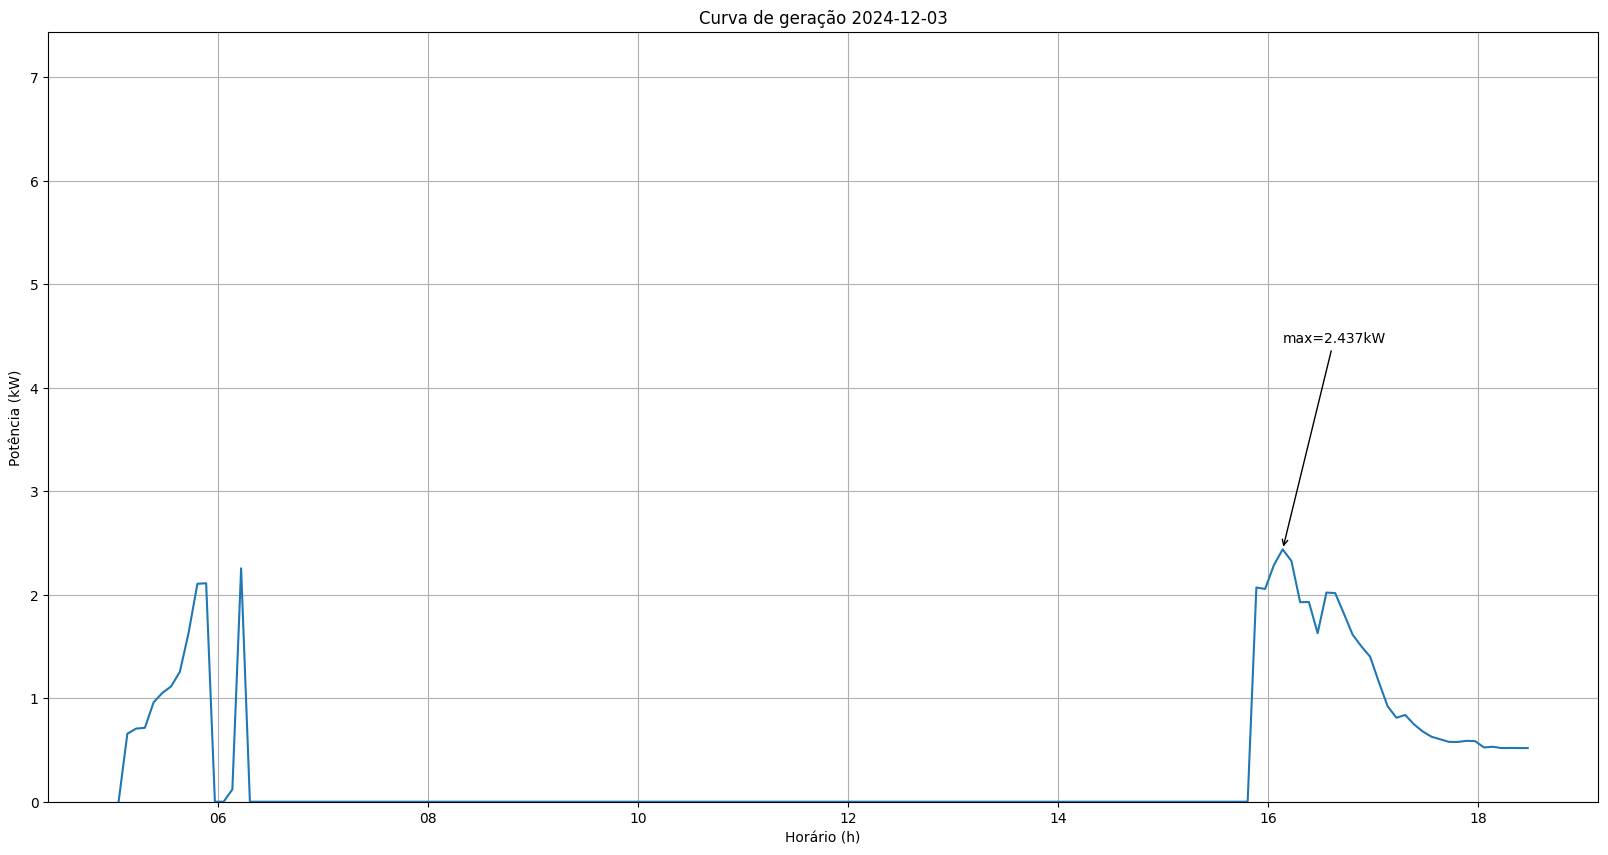 Curva de geração 2024-12-03
Potência (kW)
7
6
5
4
3
2
1
0
max=2.437kW
06 08 10 12 14 16 18
Horário (h)